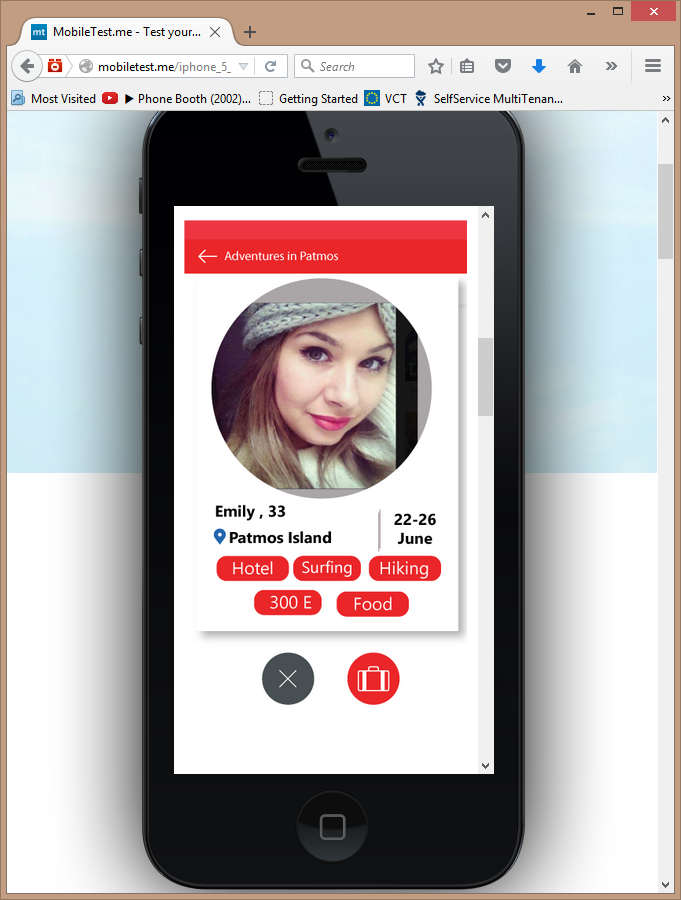 mt MobileTest.me - Test your...
mobiletest.me/iphone_5_
Search
Most Visited
Phone Booth (2002)...
Getting Started
VCT
SelfService MultiTenan...
Adventures in Patmos
Emily , 33
Patmos Island
22-26
June
Hotel
Surfing
Hiking
300 E
Food